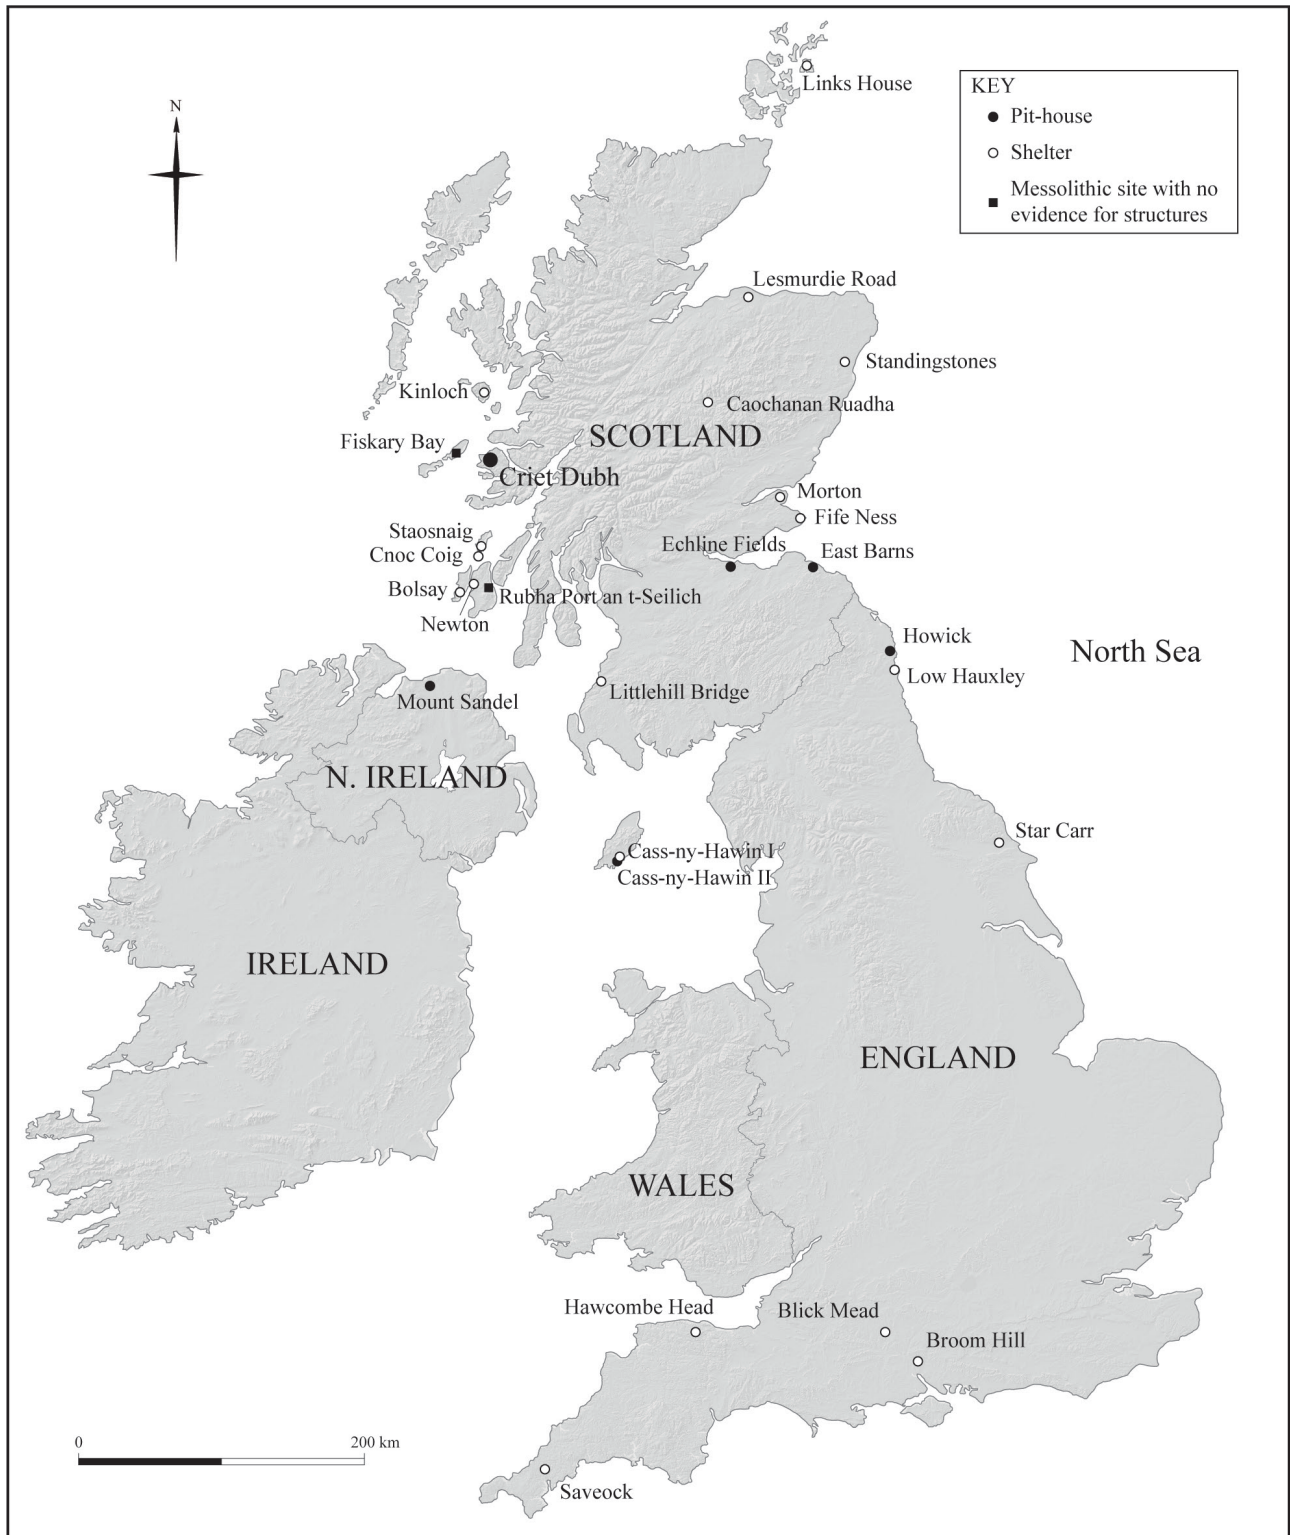 Links House
N
KEY
Pit-house
Shelter
Messolithic site with no
evidence for structures
Lesmurdie Road
Standingstones
Kinloch
Caochanan Ruadha
SCOTLAND
Fiskary Bay
Criet Dubh
Morton
Fife Ness
Staosnaig
Cnoc Coig
Echline Fields
East Barns
Bolsay
Rubha Port an t-Seilich
Newton
Howick
North Sea
Low Hauxley
Littlehill Bridge
Mount Sandel
N. IRELAND
Star Carr
Cass-ny-Hawin I
Cass-ny-Hawin II
IRELAND
ENGLAND
WALES
Hawcombe Head
Blick Mead
Broom Hill
0
200 km
Saveock